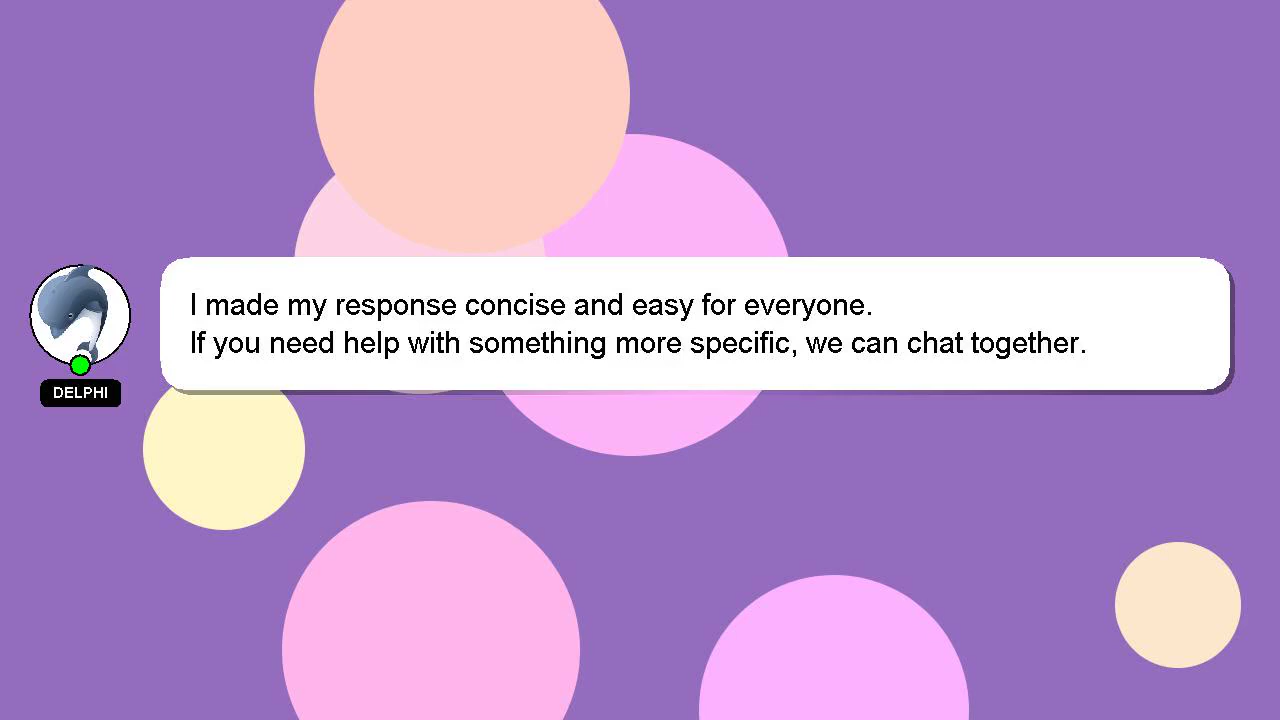 I made my response concise and easy for everyone.
If you need help with something more specific, we can chat together.
DELPHI